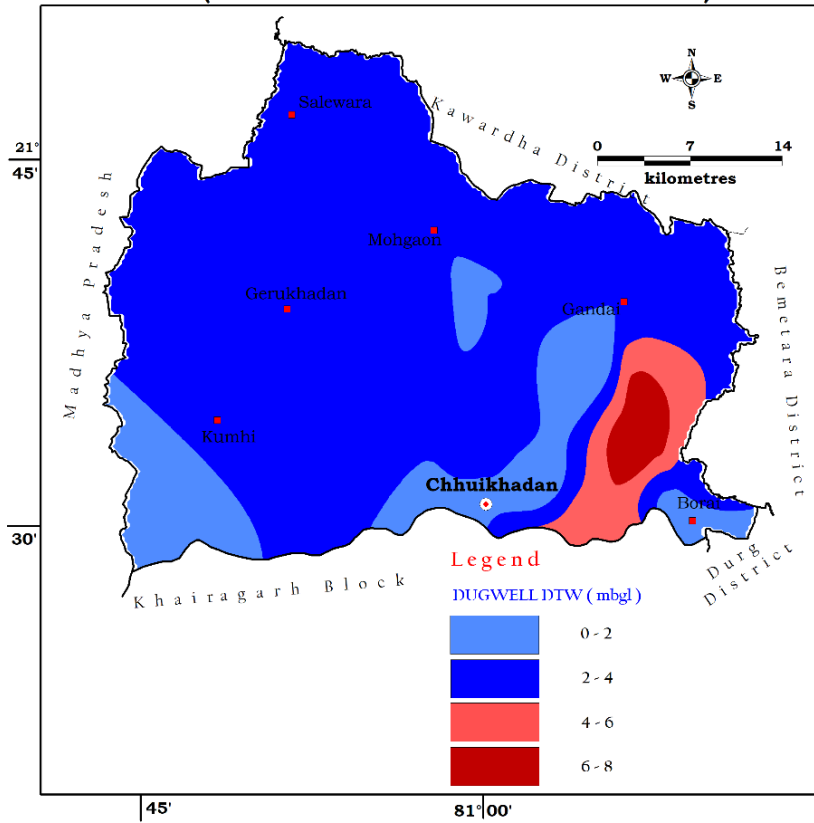 N
W E
S
Salewara
Kawardha District
21°
45'
0 7 14
kilometres
Madhya Pradesh
Mohgaon
Gerukhadan
Gandai
Bemetara District
Kumhi
Chhuikhadan
Borai
30'
Legend
Durg
District
Khairagarh Block
DUGWELL DTW ( mbgl )
0 - 2
2 - 4
4 - 6
6 - 8
45'
81° 00'